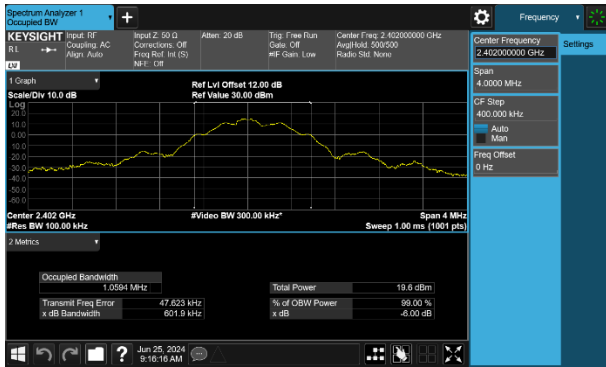 Spectrum Analyzer 1
Occupied BW
Frequency
KEYSIGHT
R L
Input: RF
Coupling: AC
Align: Auto
Input Z: 50 Ω
Corrections: Off
Freq Ref: Int (S)
NFE: Off
Atten: 20 dB
Trig: Free Run
Gate: Off
#IF Gain: Low
Center Freq: 2.402000000 GHz
Avg|Hold: 500/500
Radio Std: None
Center Frequency
2.402000000 GHz
Settings
Span
4.0000 MHz
CF Step
400.000 kHz
Auto
Man
Freq Offset
0 Hz
1 Graph
Scale/Div 10.0 dB
Ref Lvl Offset 12.00 dB
Ref Value 30.00 dBm
Log
20.0
10.0
0.00
-10.0
-20.0
-30.0
-40.0
-50.0
-60.0
Center 2.402 GHz
#Res BW 100.00 kHz
#Video BW 300.00 kHz*
Span 4 MHz
Sweep 1.00 ms (1001 pts)
2 Metrics
Occupied Bandwidth
1.0594 MHz
Total Power
19.6 dBm
Transmit Freq Error
47.623 kHz
% of OBW Power
99.00 %
x dB Bandwidth
601.9 kHz
x dB
-6.00 dB
Jun 25, 2024
9:16:16 AM